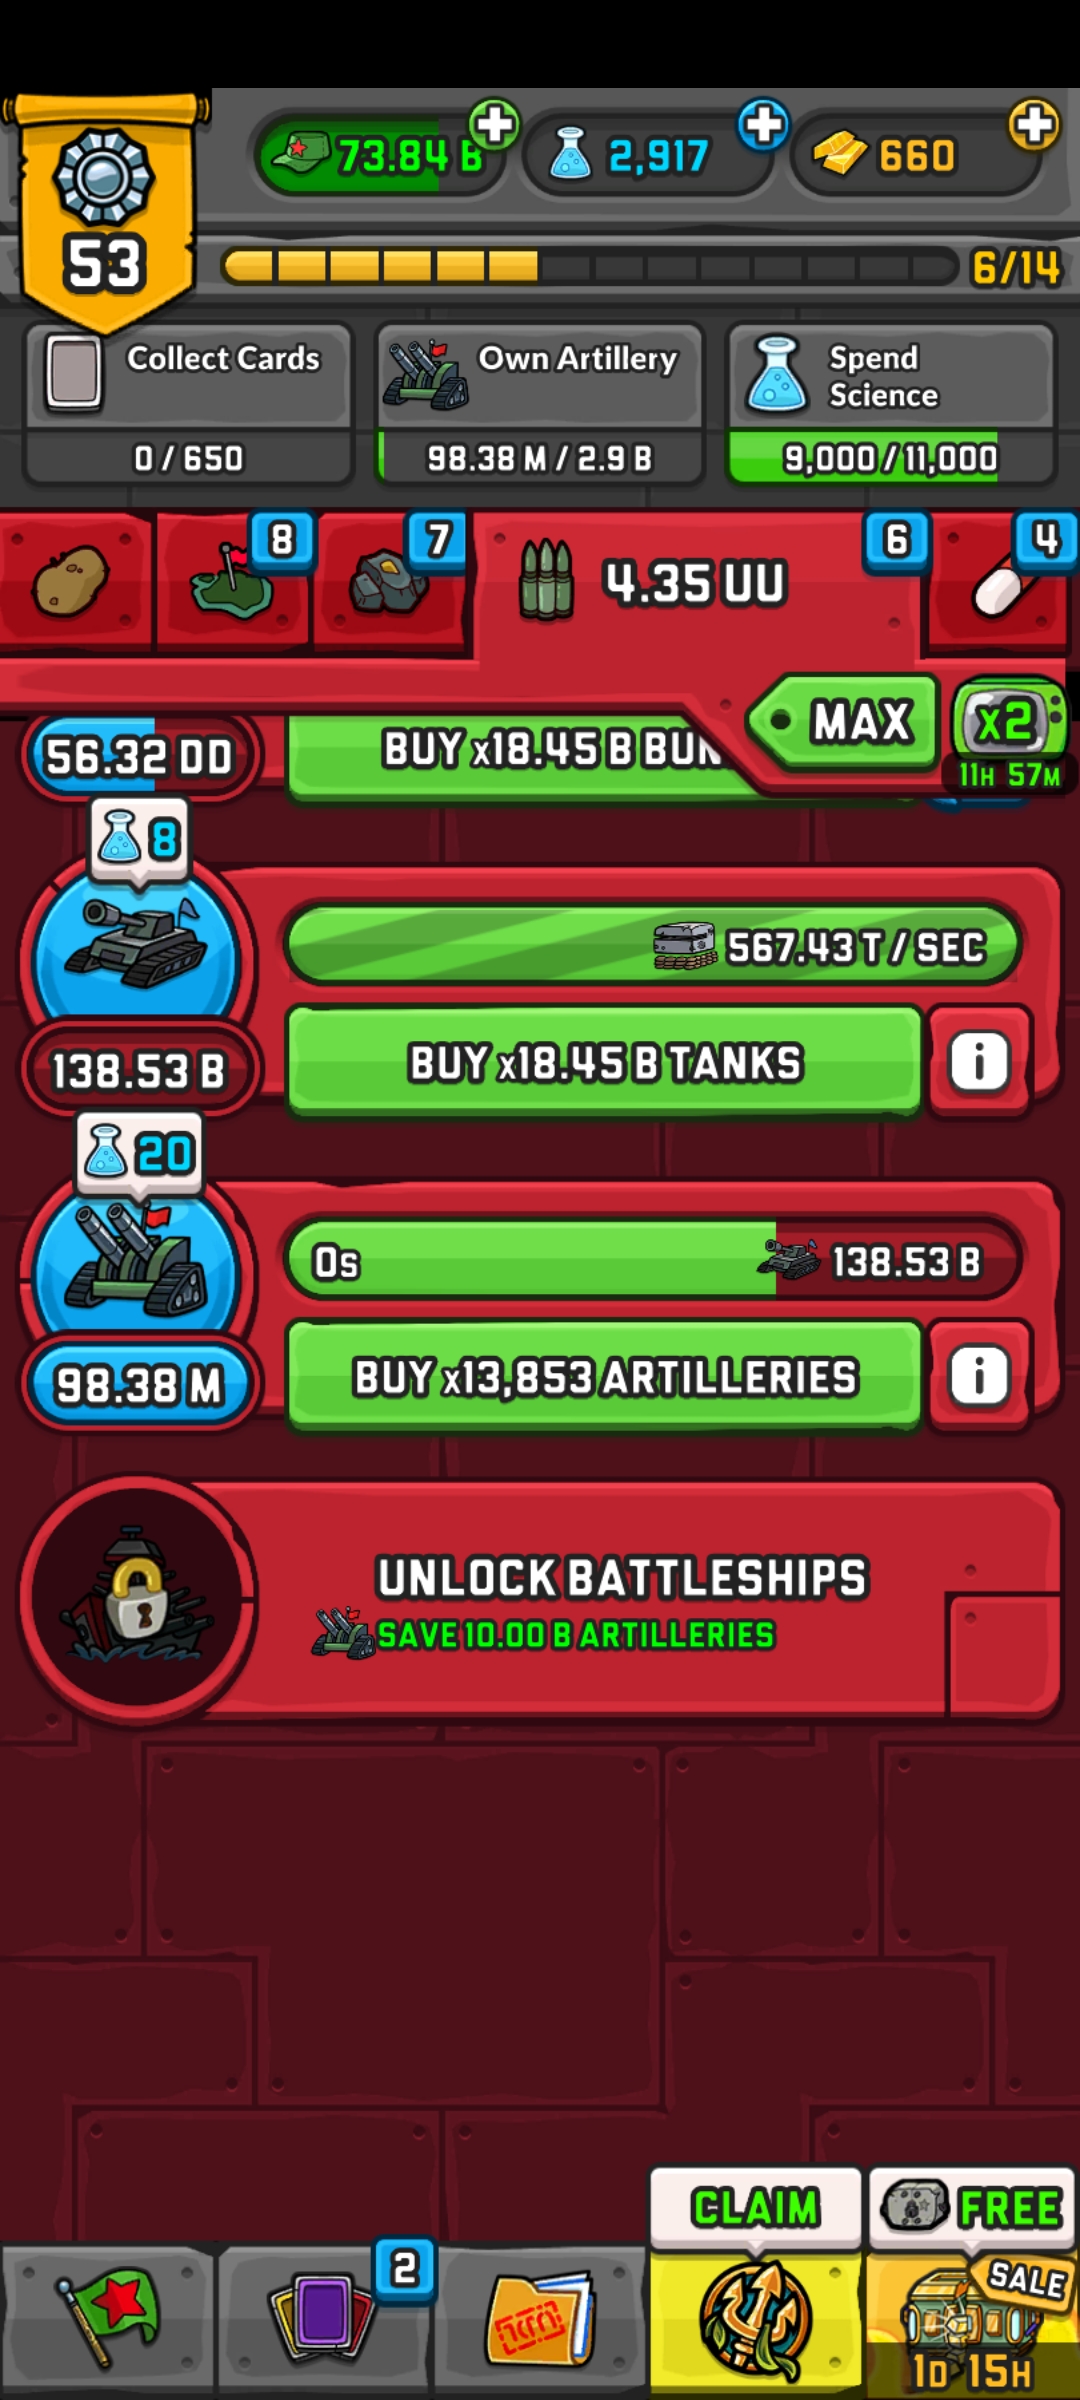 73.84 B
2,917
660
53
6/14
Collect Cards
Own Artillery
Spend
Science
0 / 650
98.38 M / 2.9 B
9,000 / 11,000
8
7
4.35 UU
6
4
MAX
x2
11H 57M
56.32 DD
BUY x18.45 B BUN
8
567.43 T / SEC
138.53 B
BUY x18.45 B TANKS
i
20
0s
138.53 B
98.38 M
BUY x13,853 ARTILLERIES
i
UNLOCK BATTLESHIPS
SAVE 10.00 B ARTILLERIES
CLAIM
FREE
2
SALE
1D 15H